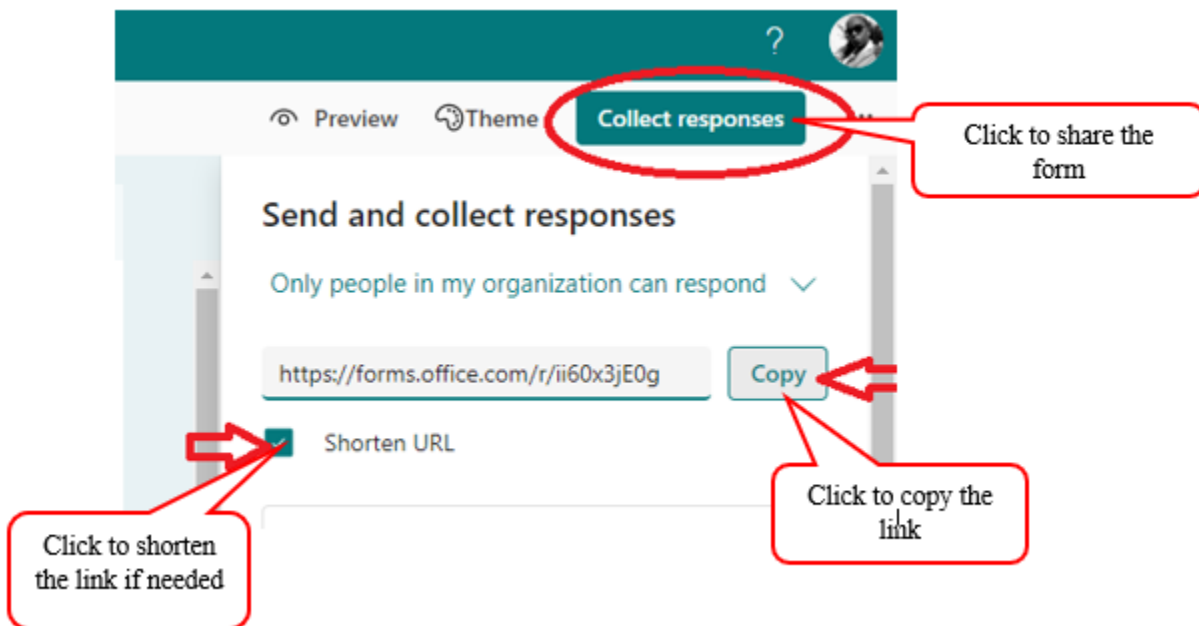 ?
Preview Theme Collect responses
Click to share the
form
Send and collect responses
Only people in my organization can respond
https://forms.office.com/r/ii60x3jE0g Copy
Shorten URL
Click to copy the
link
Click to shorten
the link if needed